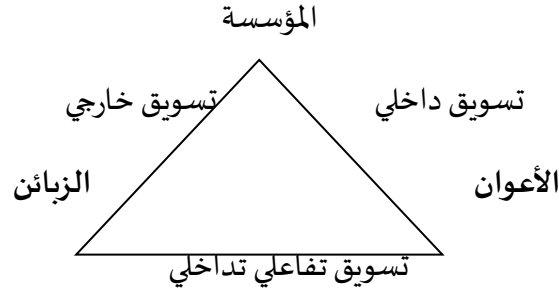 المؤسسة
تسويق داخلي
تسويق خارجي
الأعوان
الزبائن
تسويق تفاعلي تداخلي